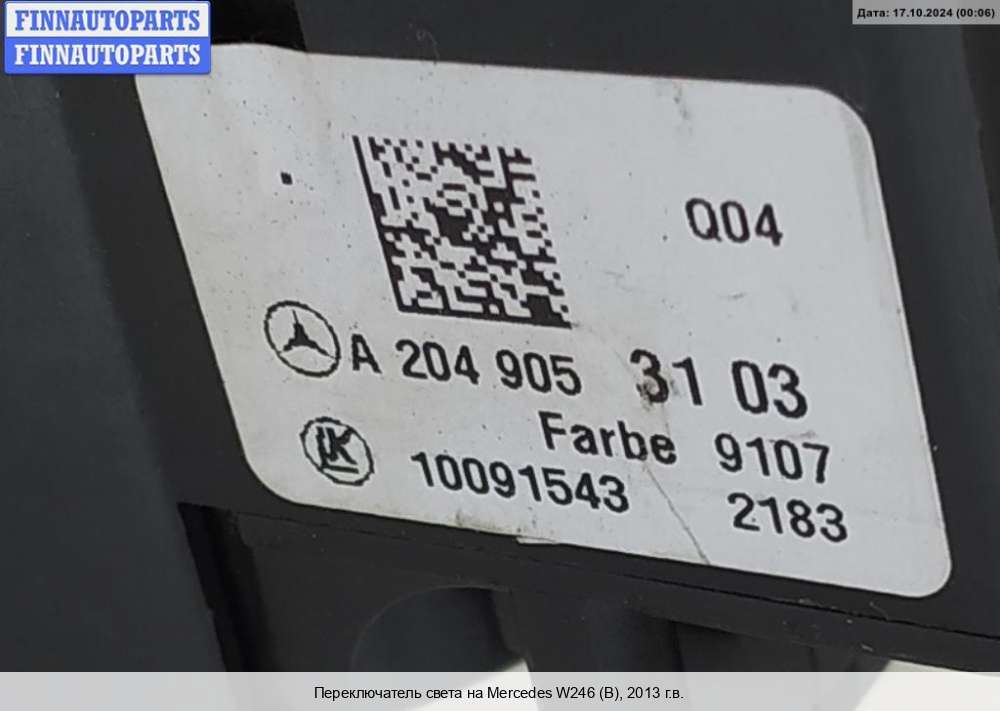 FINNAUTOPARTS
FINNAUTOPARTS
Дата: 17.10.2024 (00:06)
Q04
A 204 905 31 03
Farbe 9107
10091543 2183
LK
Переключатель света на Mercedes W246 (B), 2013 г.в.